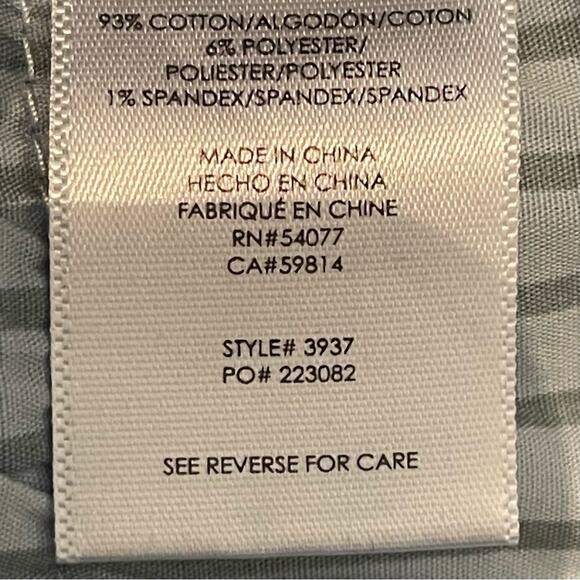 93% COTTON/ALGODÓN/COTON
6% POLYESTER/
POLIESTER/POLYESTER
1% SPANDEX/SPANDEX/SPANDEX
MADE IN CHINA
HECHO EN CHINA
FABRIQUÉ EN CHINE
RN#54077
CA#59814
STYLE# 3937
PO# 223082
SEE REVERSE FOR CARE